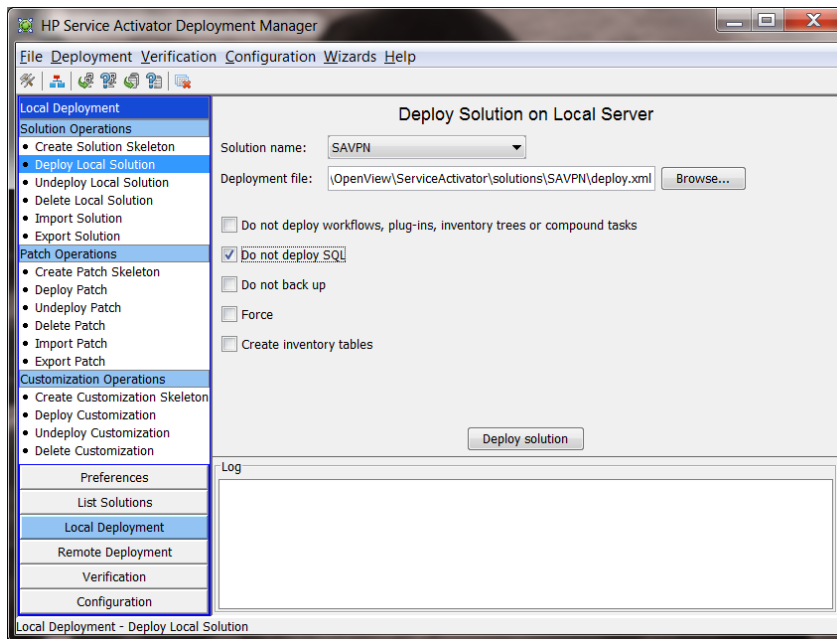 HP Service Activator Deployment Manager
File Deployment Verification Configuration Wizards Help
Local Deployment
Solution Operations
• Create Solution Skeleton
• Deploy Local Solution
• Undeploy Local Solution
• Delete Local Solution
• Import Solution
• Export Solution
Patch Operations
• Create Patch Skeleton
• Deploy Patch
• Undeploy Patch
• Delete Patch
• Import Patch
• Export Patch
Customization Operations
• Create Customization Skeleton
• Deploy Customization
• Undeploy Customization
• Delete Customization
Preferences
List Solutions
Local Deployment
Remote Deployment
Verification
Configuration
Deploy Solution on Local Server
Solution name: SAVPN
Deployment file: \OpenView\ServiceActivator\solutions\SAVPN\deploy.xml Browse...
Do not deploy workflows, plug-ins, inventory trees or compound tasks
Do not deploy SQL
Do not back up
Force
Create inventory tables
Deploy solution
Log
Local Deployment - Deploy Local Solution